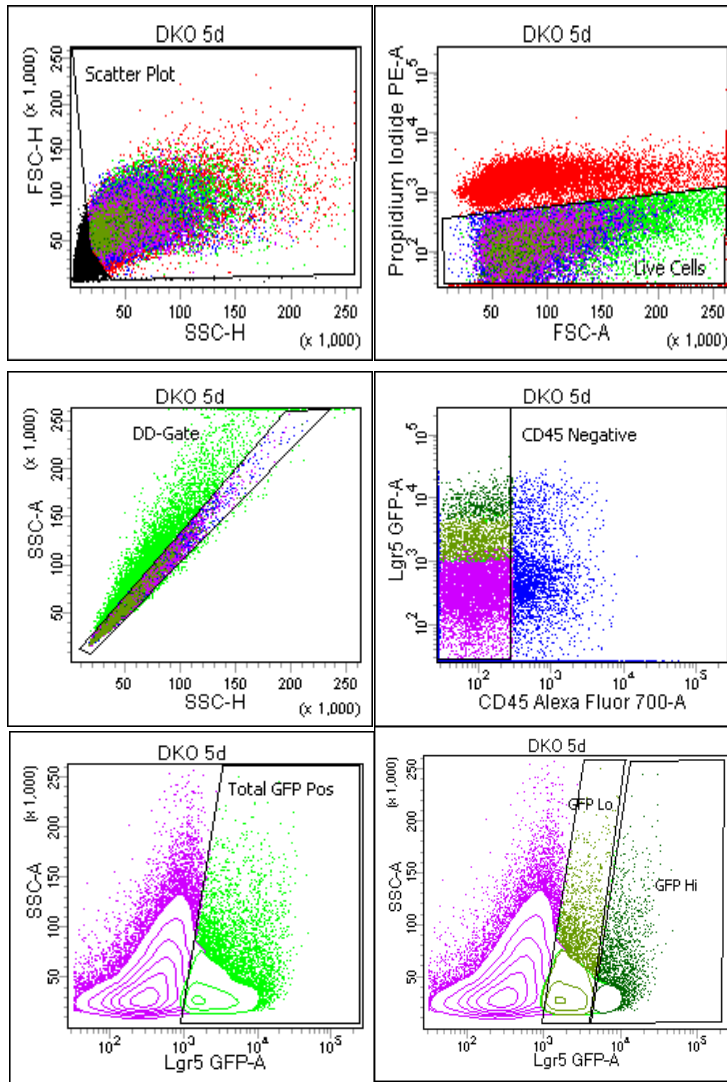 DKO 5d
Scatter Plot
FSC-H (x 1,000)
250
200
150
100
50
50 100 150 200 250
SSC-H
(x 1,000)
DKO 5d
Propidium Iodide PE-A
10^5
10^4
10^3
10^2
Live Cells
50 100 150 200 250
FSC-A
(x 1,000)
DKO 5d
DD-Gate
SSC-A (x 1,000)
250
200
150
100
50
50 100 150 200 250
SSC-H
(x 1,000)
DKO 5d
CD45 Negative
Lgr5 GFP-A
10^5
10^4
10^3
10^2
10^2 10^3 10^4 10^5
CD45 Alexa Fluor 700-A
DKO 5d
Total GFP Pos
SSC-A (x 1,000)
250
200
150
100
50
10^2 10^3 10^4 10^5
Lgr5 GFP-A
DKO 5d
GFP Lo
GFP Hi
SSC-A (x 1,000)
250
200
150
100
50
10^2 10^3 10^4 10^5
Lgr5 GFP-A